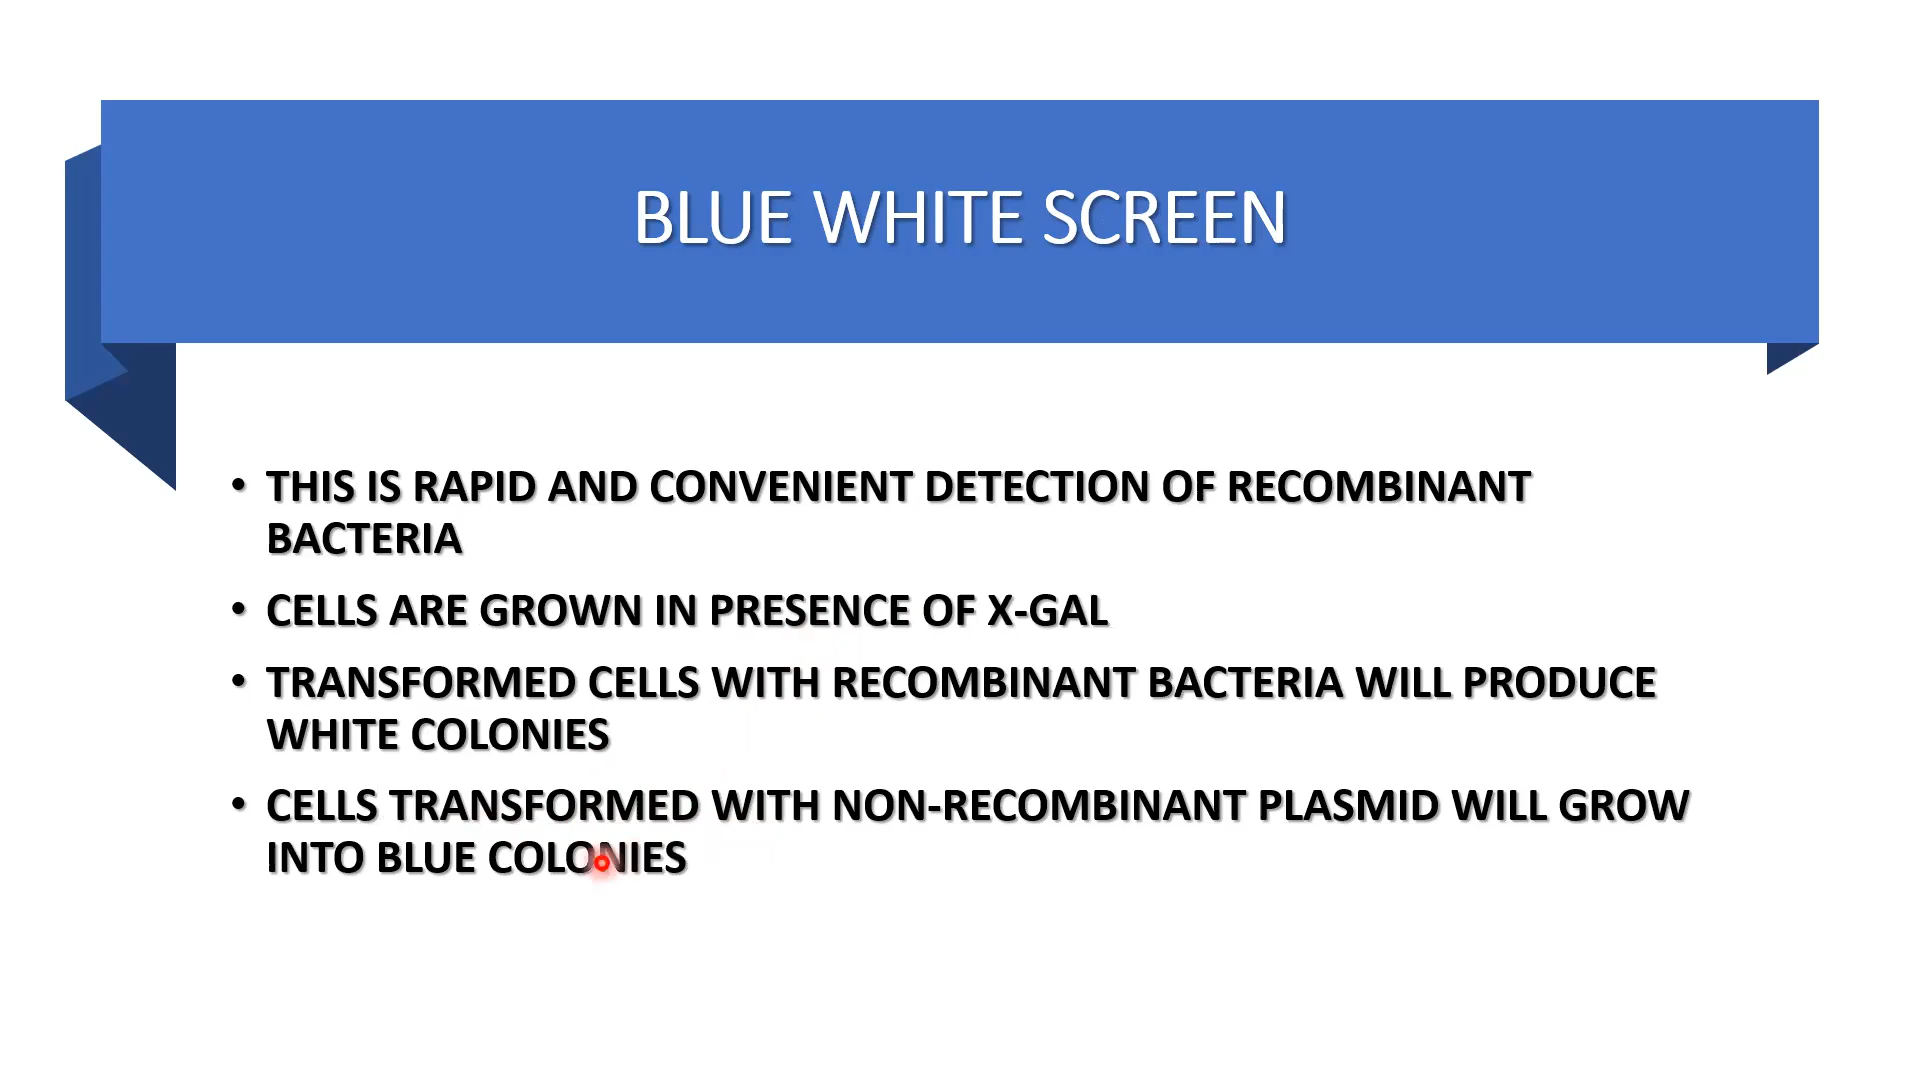 BLUE WHITE SCREEN
• THIS IS RAPID AND CONVENIENT DETECTION OF RECOMBINANT
BACTERIA
• CELLS ARE GROWN IN PRESENCE OF X-GAL
• TRANSFORMED CELLS WITH RECOMBINANT BACTERIA WILL PRODUCE
WHITE COLONIES
• CELLS TRANSFORMED WITH NON-RECOMBINANT PLASMID WILL GROW
INTO BLUE COLONIES